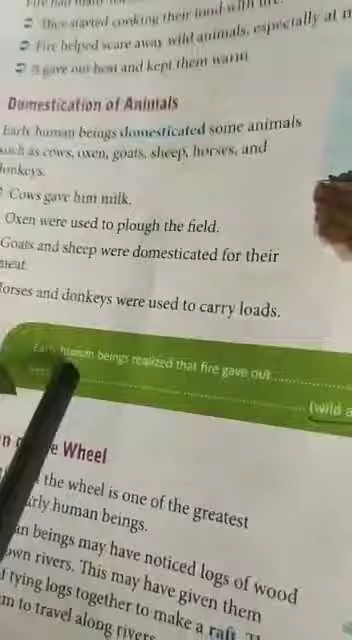 They started cooking their food with fire.
Fire helped scare away wild animals, especially at n
It gave out heat and kept them warm
Domestication of Animals
Early human beings domesticated some animals
such as cows, oxen, goats, sheep, horses, and
donkeys.
Cows gave him milk.
Oxen were used to plough the field.
Goats and sheep were domesticated for their
meat.
Horses and donkeys were used to carry loads.
Early human beings realized that fire gave out
(wild a
n of the Wheel
the wheel is one of the greatest
early human beings.
an beings may have noticed logs of wood
own rivers. This may have given them
f tying logs together to make a raft.
m to travel along rivers